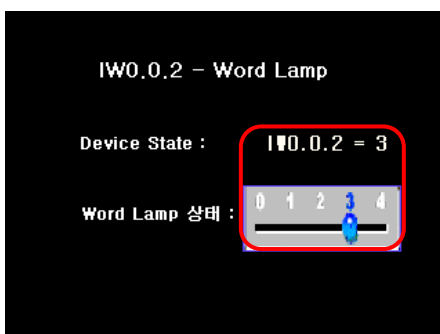 IW0.0.2 - Word Lamp
Device State : IW0.0.2 = 3
0 1 2 3 4
Word Lamp 상태 :